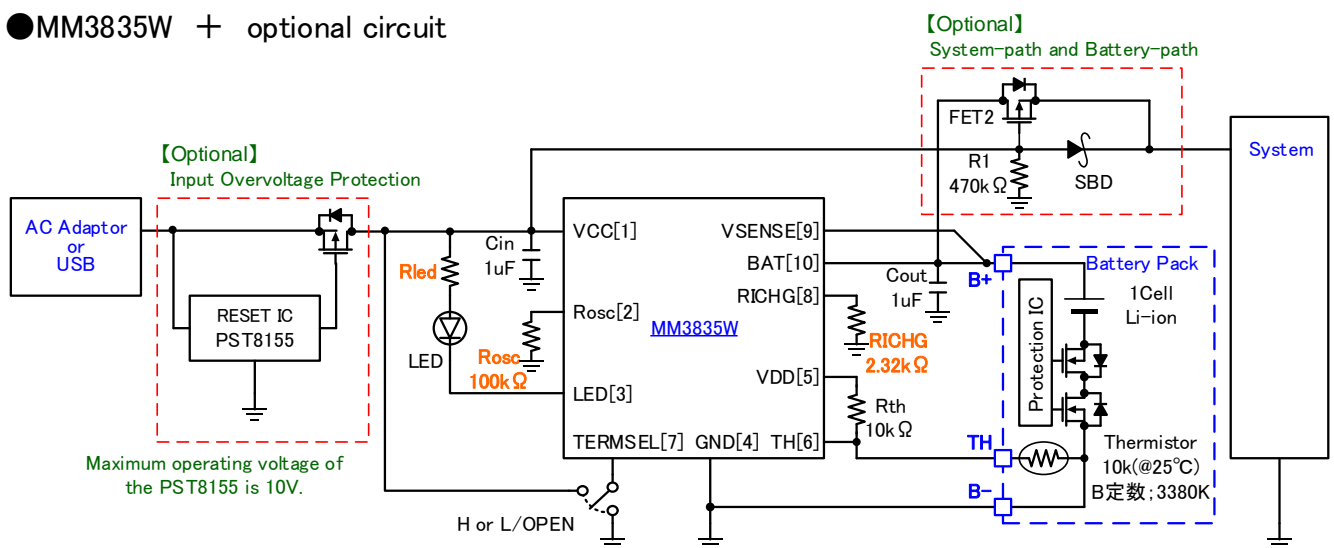 ●MM3835W ＋ optional circuit
【Optional】
System-path and Battery-path
FET2
R1
470kΩ
SBD
System
【Optional】
Input Overvoltage Protection
AC Adaptor
or
USB
RESET IC
PST8155
Maximum operating voltage of
the PST8155 is 10V.
Rled
LED
Cin
1uF
Rosc
100kΩ
VCC[1]
Rosc[2]
LED[3]
TERMSEL[7]
GND[4]
TH[6]
MM3835W
VSENSE[9]
BAT[10]
RICHG[8]
VDD[5]
H or L/OPEN
Cout
1uF
RICHG
2.32kΩ
Rth
10kΩ
B+
TH
B-
Battery Pack
1Cell
Li-ion
Protection IC
Thermistor
10k(@25℃)
B定数;3380K